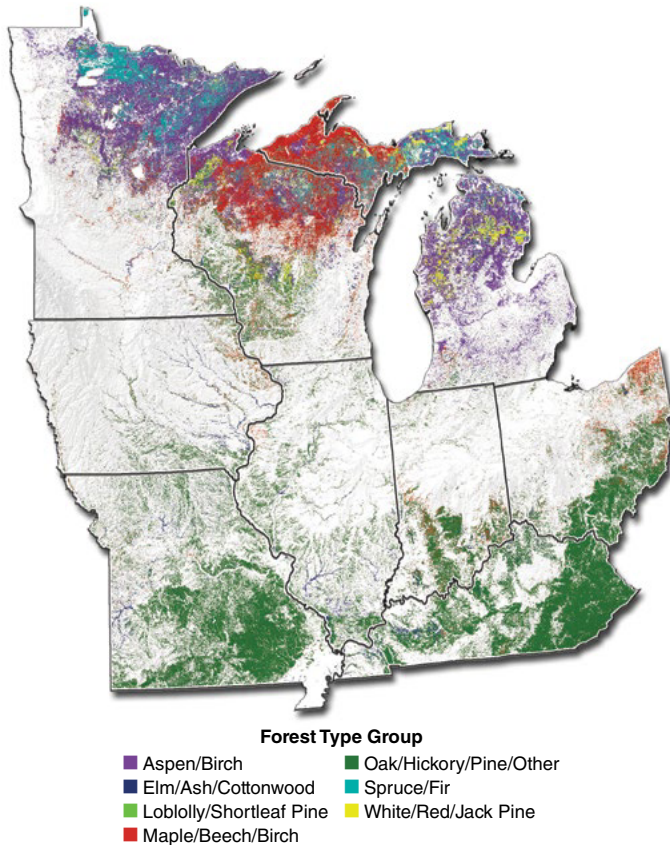 Forest Type Group
Aspen/Birch
Elm/Ash/Cottonwood
Loblolly/Shortleaf Pine
Maple/Beech/Birch
Oak/Hickory/Pine/Other
Spruce/Fir
White/Red/Jack Pine